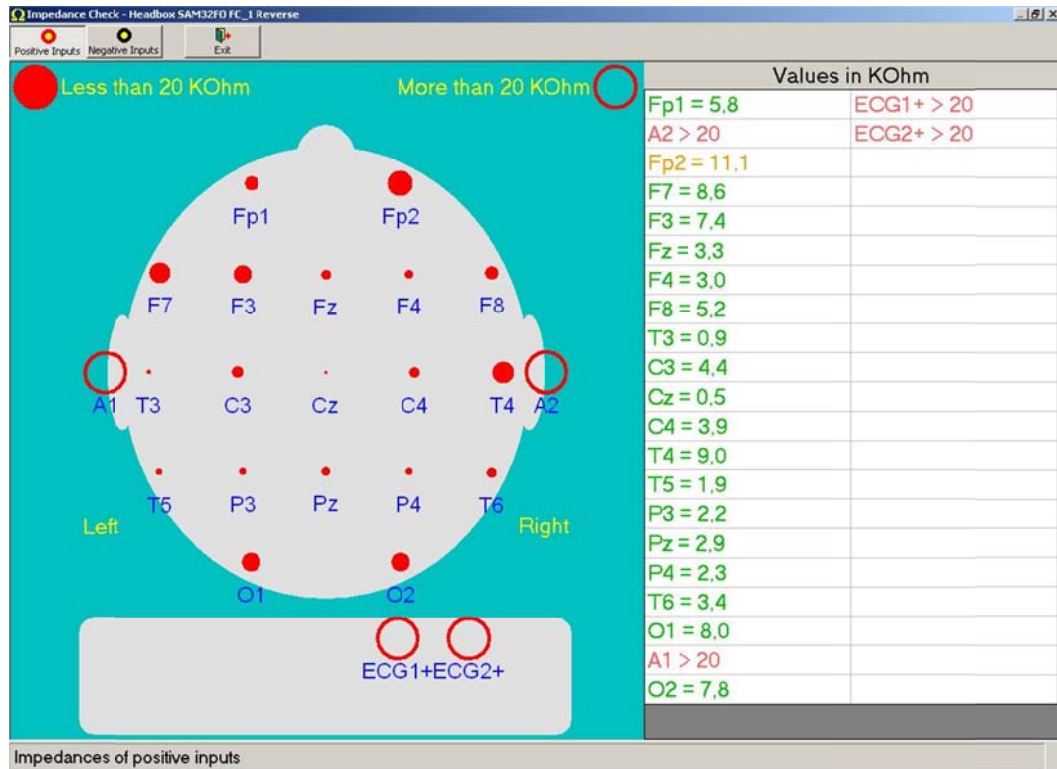 Impedance Check - Headbox SAM32FO FC_1 Reverse
Positive Inputs Negative Inputs Exit
Less than 20 KOhm More than 20 KOhm
Fp1 Fp2
F7 F3 Fz F4 F8
A1 T3 C3 Cz C4 T4 A2
T5 P3 Pz P4 T6
Left Right
O1 O2
ECG1+ ECG2+
Values in KOhm
Fp1 = 5,8 ECG1+ > 20
A2 > 20 ECG2+ > 20
Fp2 = 11,1
F7 = 8,6
F3 = 7,4
Fz = 3,3
F4 = 3,0
F8 = 5,2
T3 = 0,9
C3 = 4,4
Cz = 0,5
C4 = 3,9
T4 = 9,0
T5 = 1,9
P3 = 2,2
Pz = 2,9
P4 = 2,3
T6 = 3,4
O1 = 8,0
A1 > 20
O2 = 7,8
Impedances of positive inputs